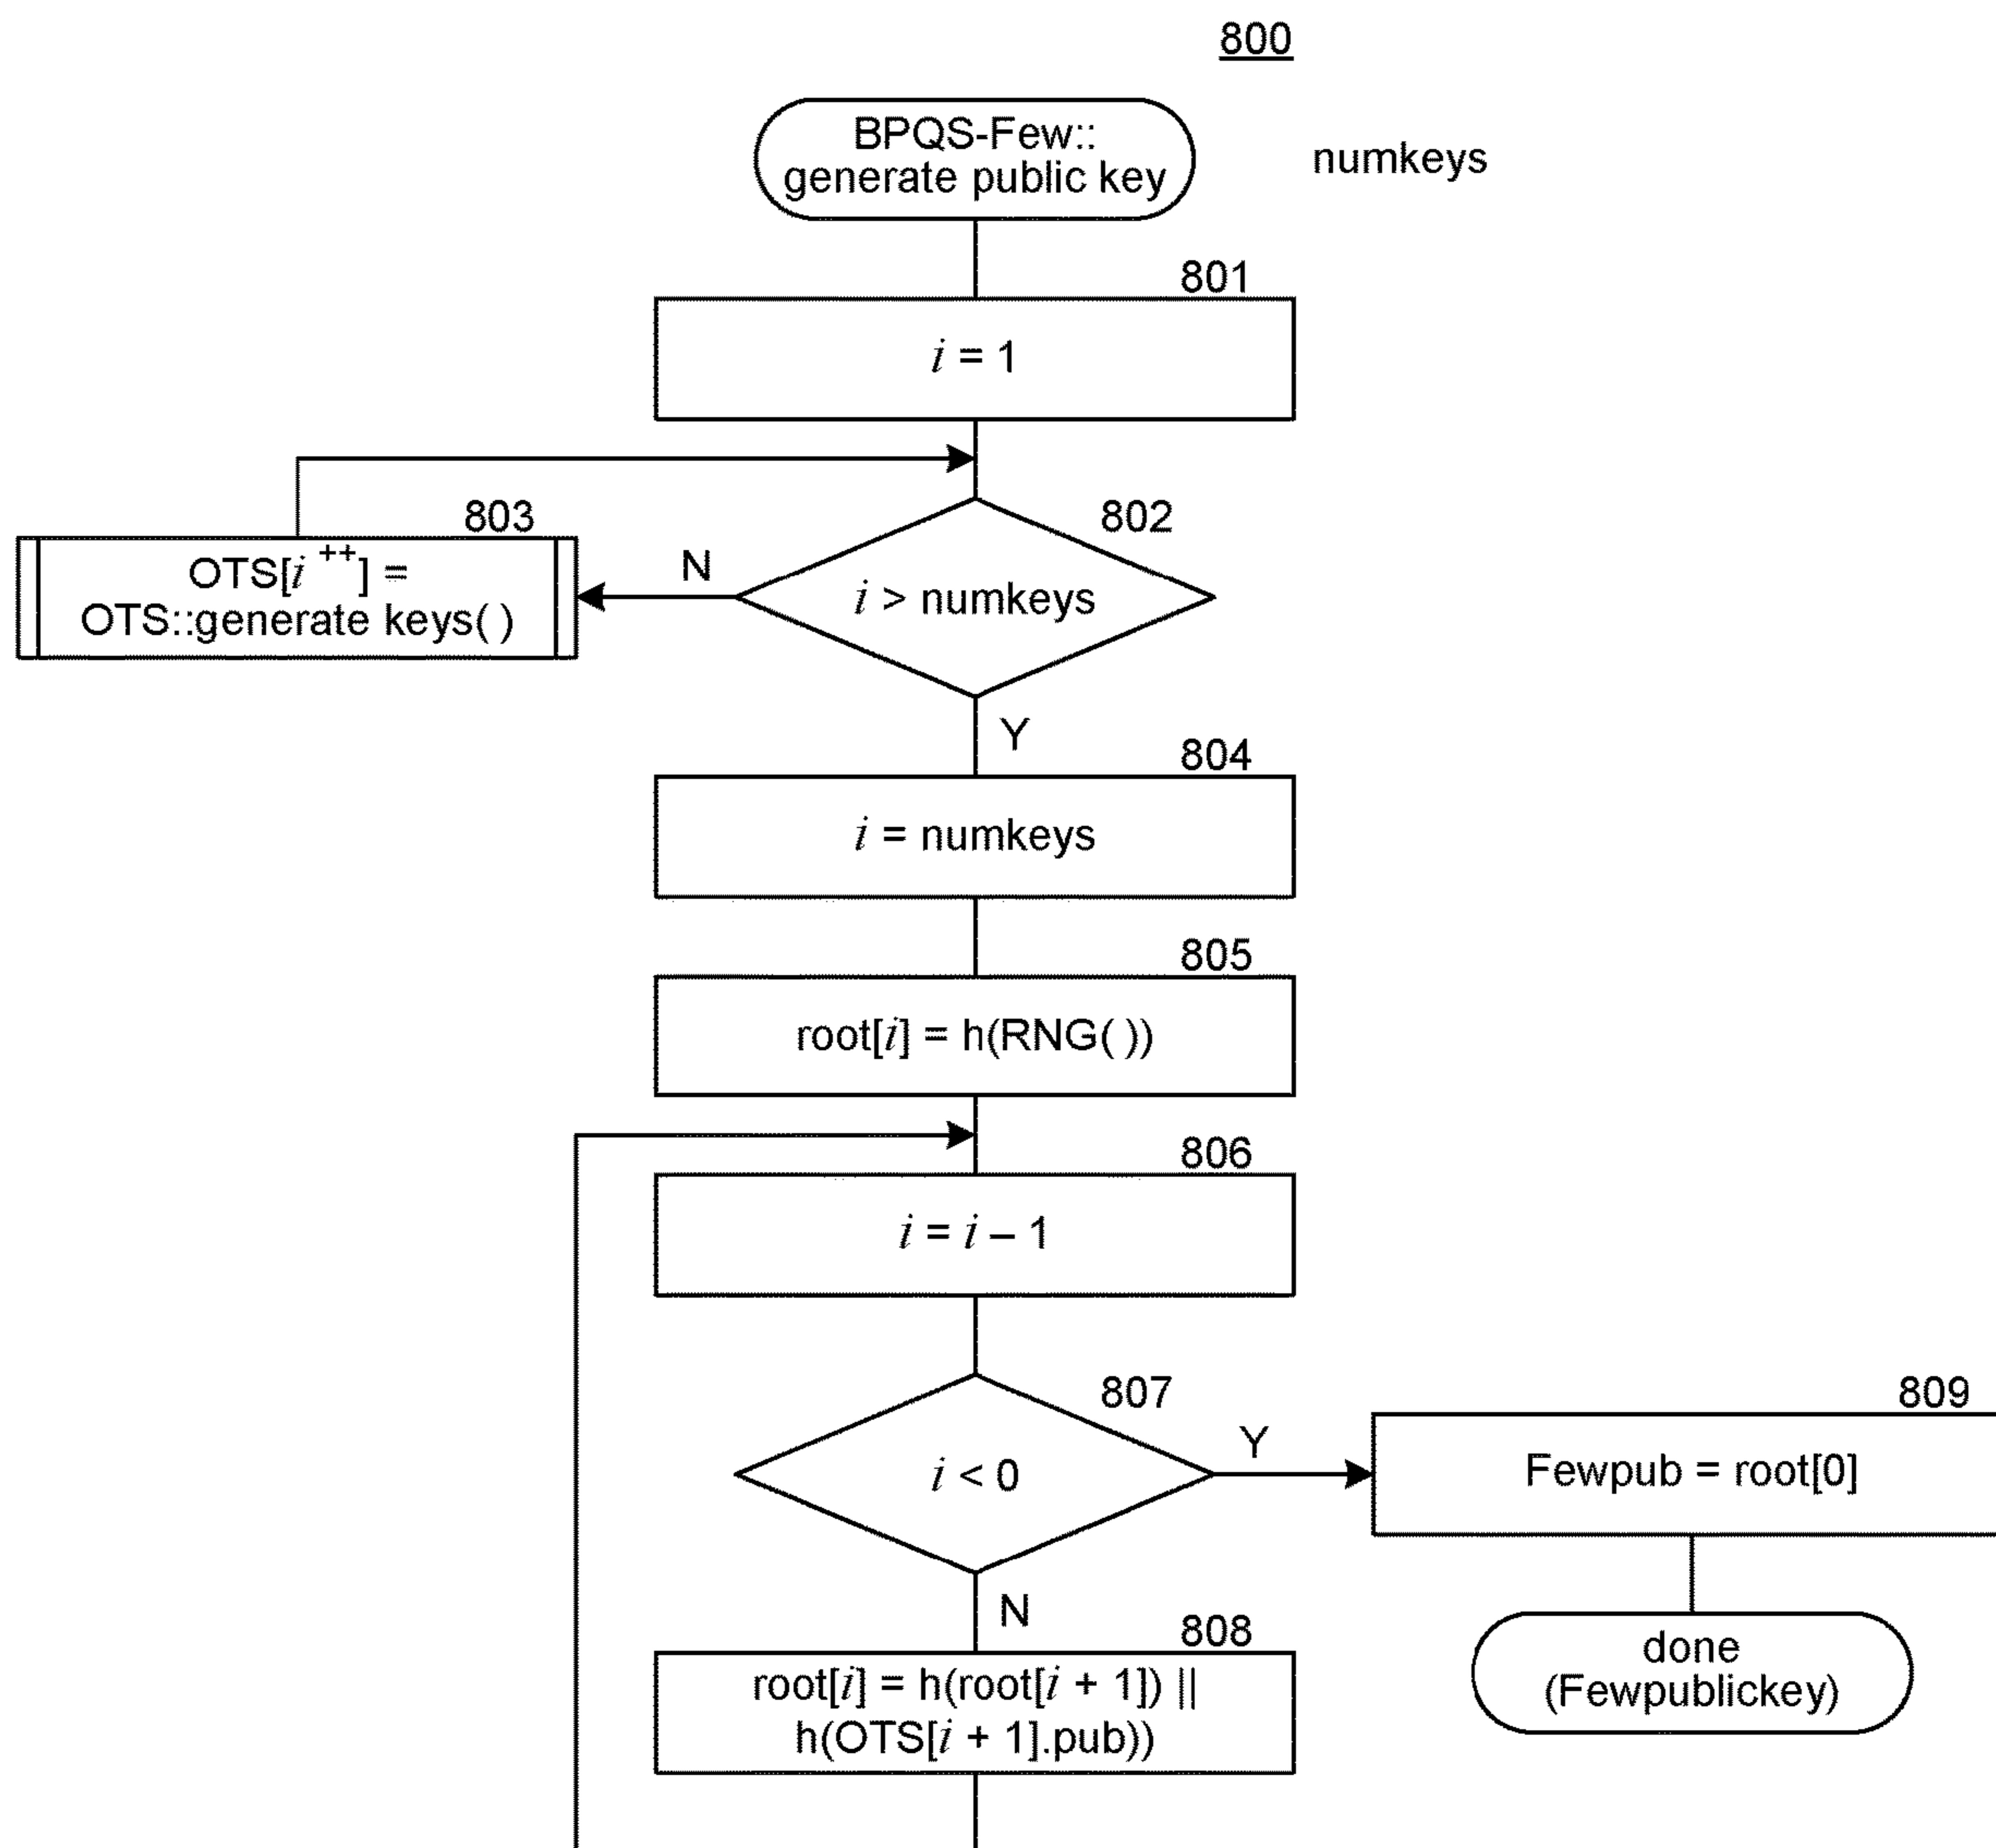 800
BPQS-Few::
generate public key
numkeys
801
i = 1
803
OTS[i ++] =
OTS::generate keys( )
N
802
i > numkeys
Y
804
i = numkeys
805
root[i] = h(RNG( ))
806
i = i – 1
807
i < 0
Y
809
Fewpub = root[0]
N
808
root[i] = h(root[i + 1]) ||
h(OTS[i + 1].pub))
done
(Fewpublickey)